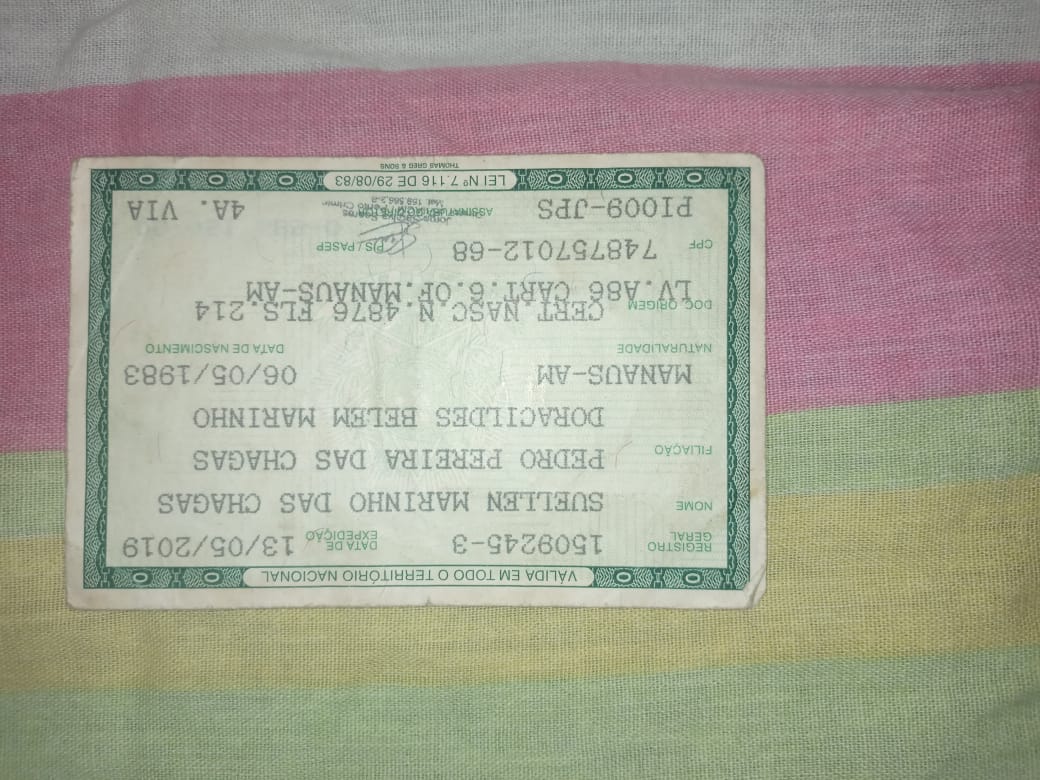 VÁLIDA EM TODO O TERRITÓRIO NACIONAL
REGISTRO GERAL 1509245-3 DATA DE EXPEDIÇÃO 13/05/2019
NOME SUELLEN MARINHO DAS CHAGAS
FILIAÇÃO PEDRO PEREIRA DAS CHAGAS
DORACILDES BELEM MARINHO
NATURALIDADE MANAUS-AM DATA DE NASCIMENTO 06/05/1983
DOC ORIGEM CERT.NASC.N.4876 FLS.214
LV.A86 CART.6.OF.MANAUS-AM
CPF 748757012-68 PIS / PASEP
PI009-JPS 4A. VIA
LEI Nº 7.116 DE 29/08/83
THOMAS GREG & SONS